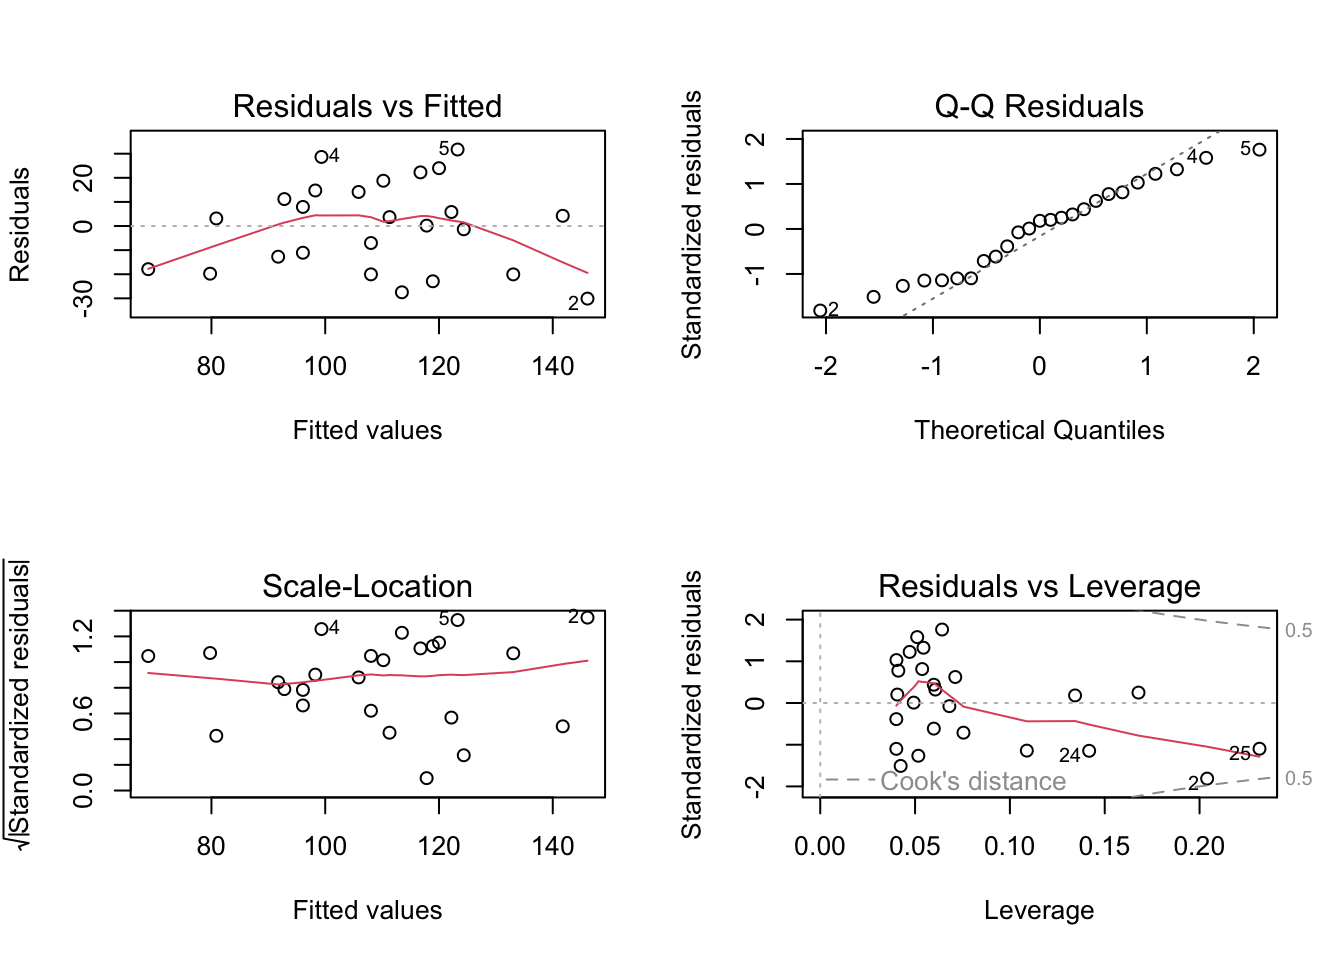 Residuals vs Fitted
Residuals
20
0
-30
4
5
2
80 100 120 140
Fitted values
Q-Q Residuals
Standardized residuals
2
1
0
-1
4
5
2
-2 -1 0 1 2
Theoretical Quantiles
Scale-Location
√|Standardized residuals|
1.2
0.6
0.0
4
5
2
80 100 120 140
Fitted values
Residuals vs Leverage
Standardized residuals
2
1
0
-2
0.5
24
25
2
Cook's distance
0.5
0.00 0.05 0.10 0.15 0.20
Leverage